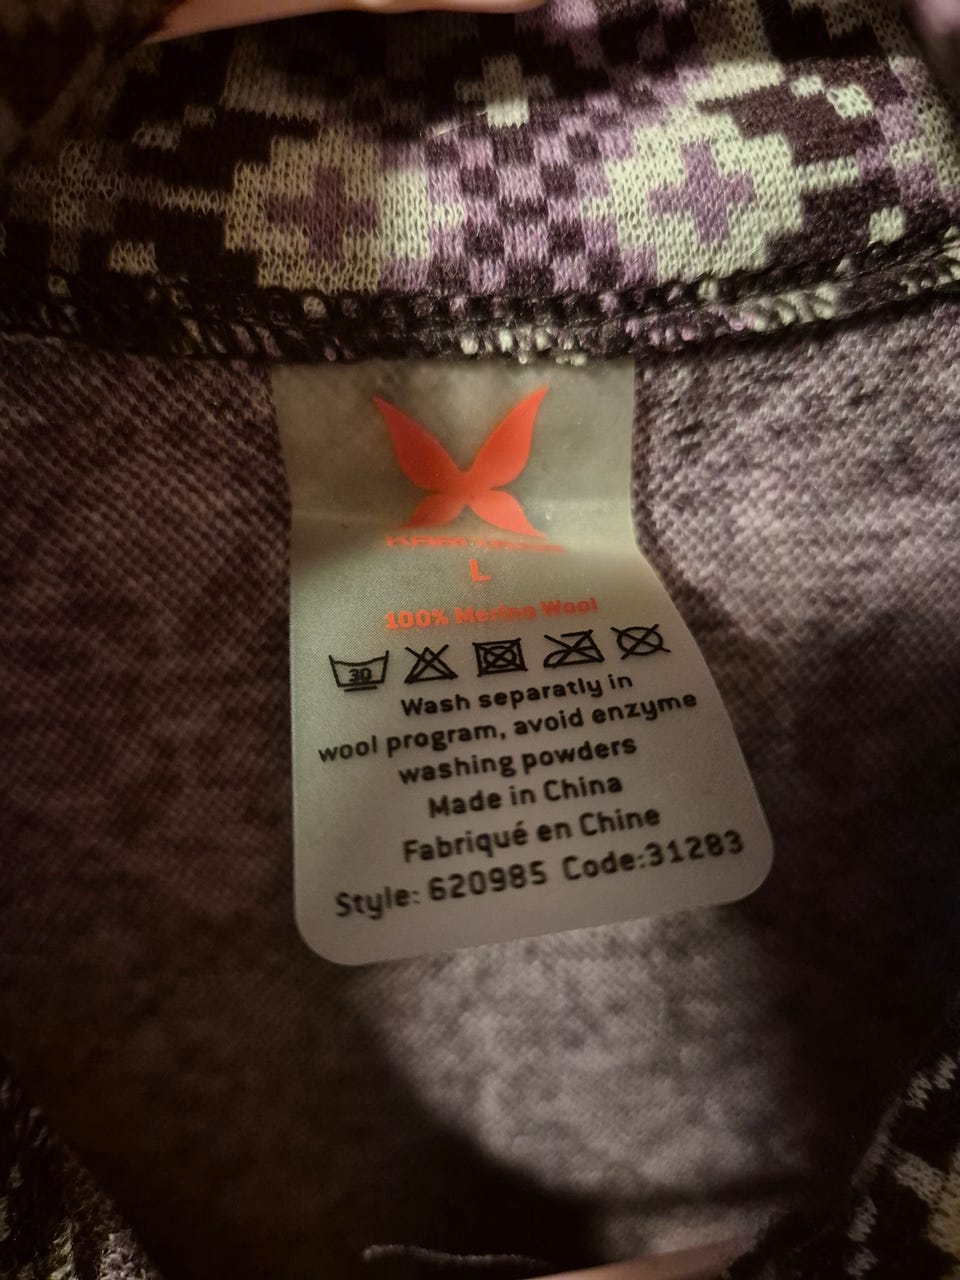 L
100% Merino Wool
30
Wash separatly in
wool program, avoid enzyme
washing powders
Made in China
Fabriqué en Chine
Style: 620985 Code:31283